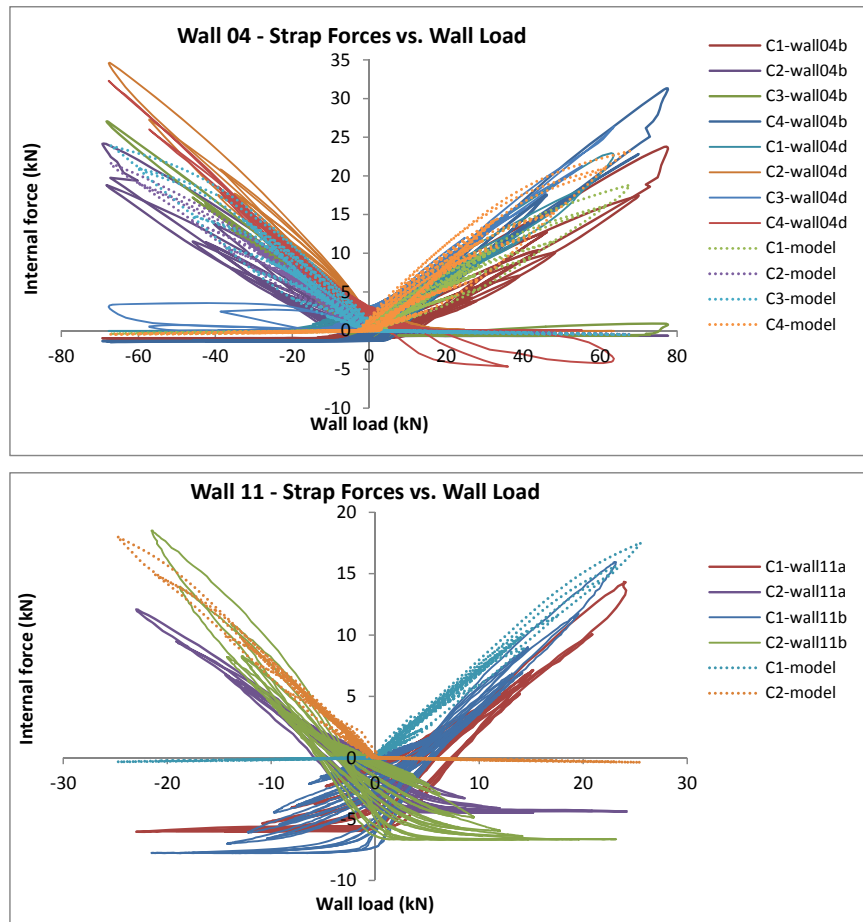 Wall 04 - Strap Forces vs. Wall Load
35
30
25
20
15
10
5
0
-5
-10
-80 -60 -40 -20 0 20 40 60 80
Internal force (kN)
Wall load (kN)
C1-wall04b
C2-wall04b
C3-wall04b
C4-wall04b
C1-wall04d
C2-wall04d
C3-wall04d
C4-wall04d
C1-model
C2-model
C3-model
C4-model
Wall 11 - Strap Forces vs. Wall Load
20
15
10
5
0
-5
-10
-30 -20 -10 0 10 20 30
Internal force (kN)
Wall load (kN)
C1-wall11a
C2-wall11a
C1-wall11b
C2-wall11b
C1-model
C2-model